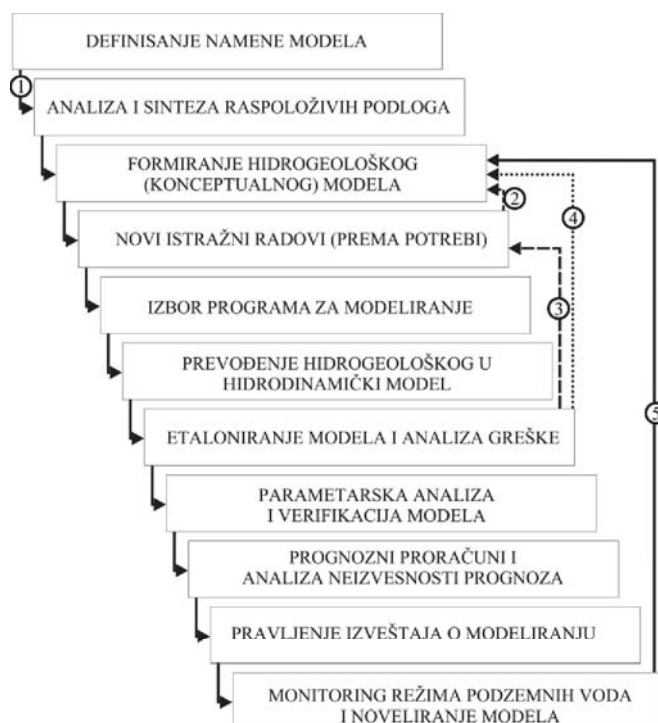 DEFINISANJE NAMENE MODELA
1
ANALIZA I SINTEZA RASPOLOŽIVIH PODLOGA
FORMIRANJE HIDROGEOLOŠKOG
(KONCEPTUALNOG) MODELA
2
4
NOVI ISTRAŽNI RADOVI (PREMA POTREBI)
IZBOR PROGRAMA ZA MODELIRANJE
3
PREVOĐENJE HIDROGEOLOŠKOG U
HIDRODINAMIČKI MODEL
5
ETALONIRANJE MODELA I ANALIZA GREŠKE
PARAMETARSKA ANALIZA
I VERIFIKACIJA MODELA
PROGNOZNI PRORAČUNI I
ANALIZA NEIZVESNOSTI PROGNOZA
PRAVLJENJE IZVEŠTAJA O MODELIRANJU
MONITORING REŽIMA PODZEMNIH VODA
I NOVELIRANJE MODELA